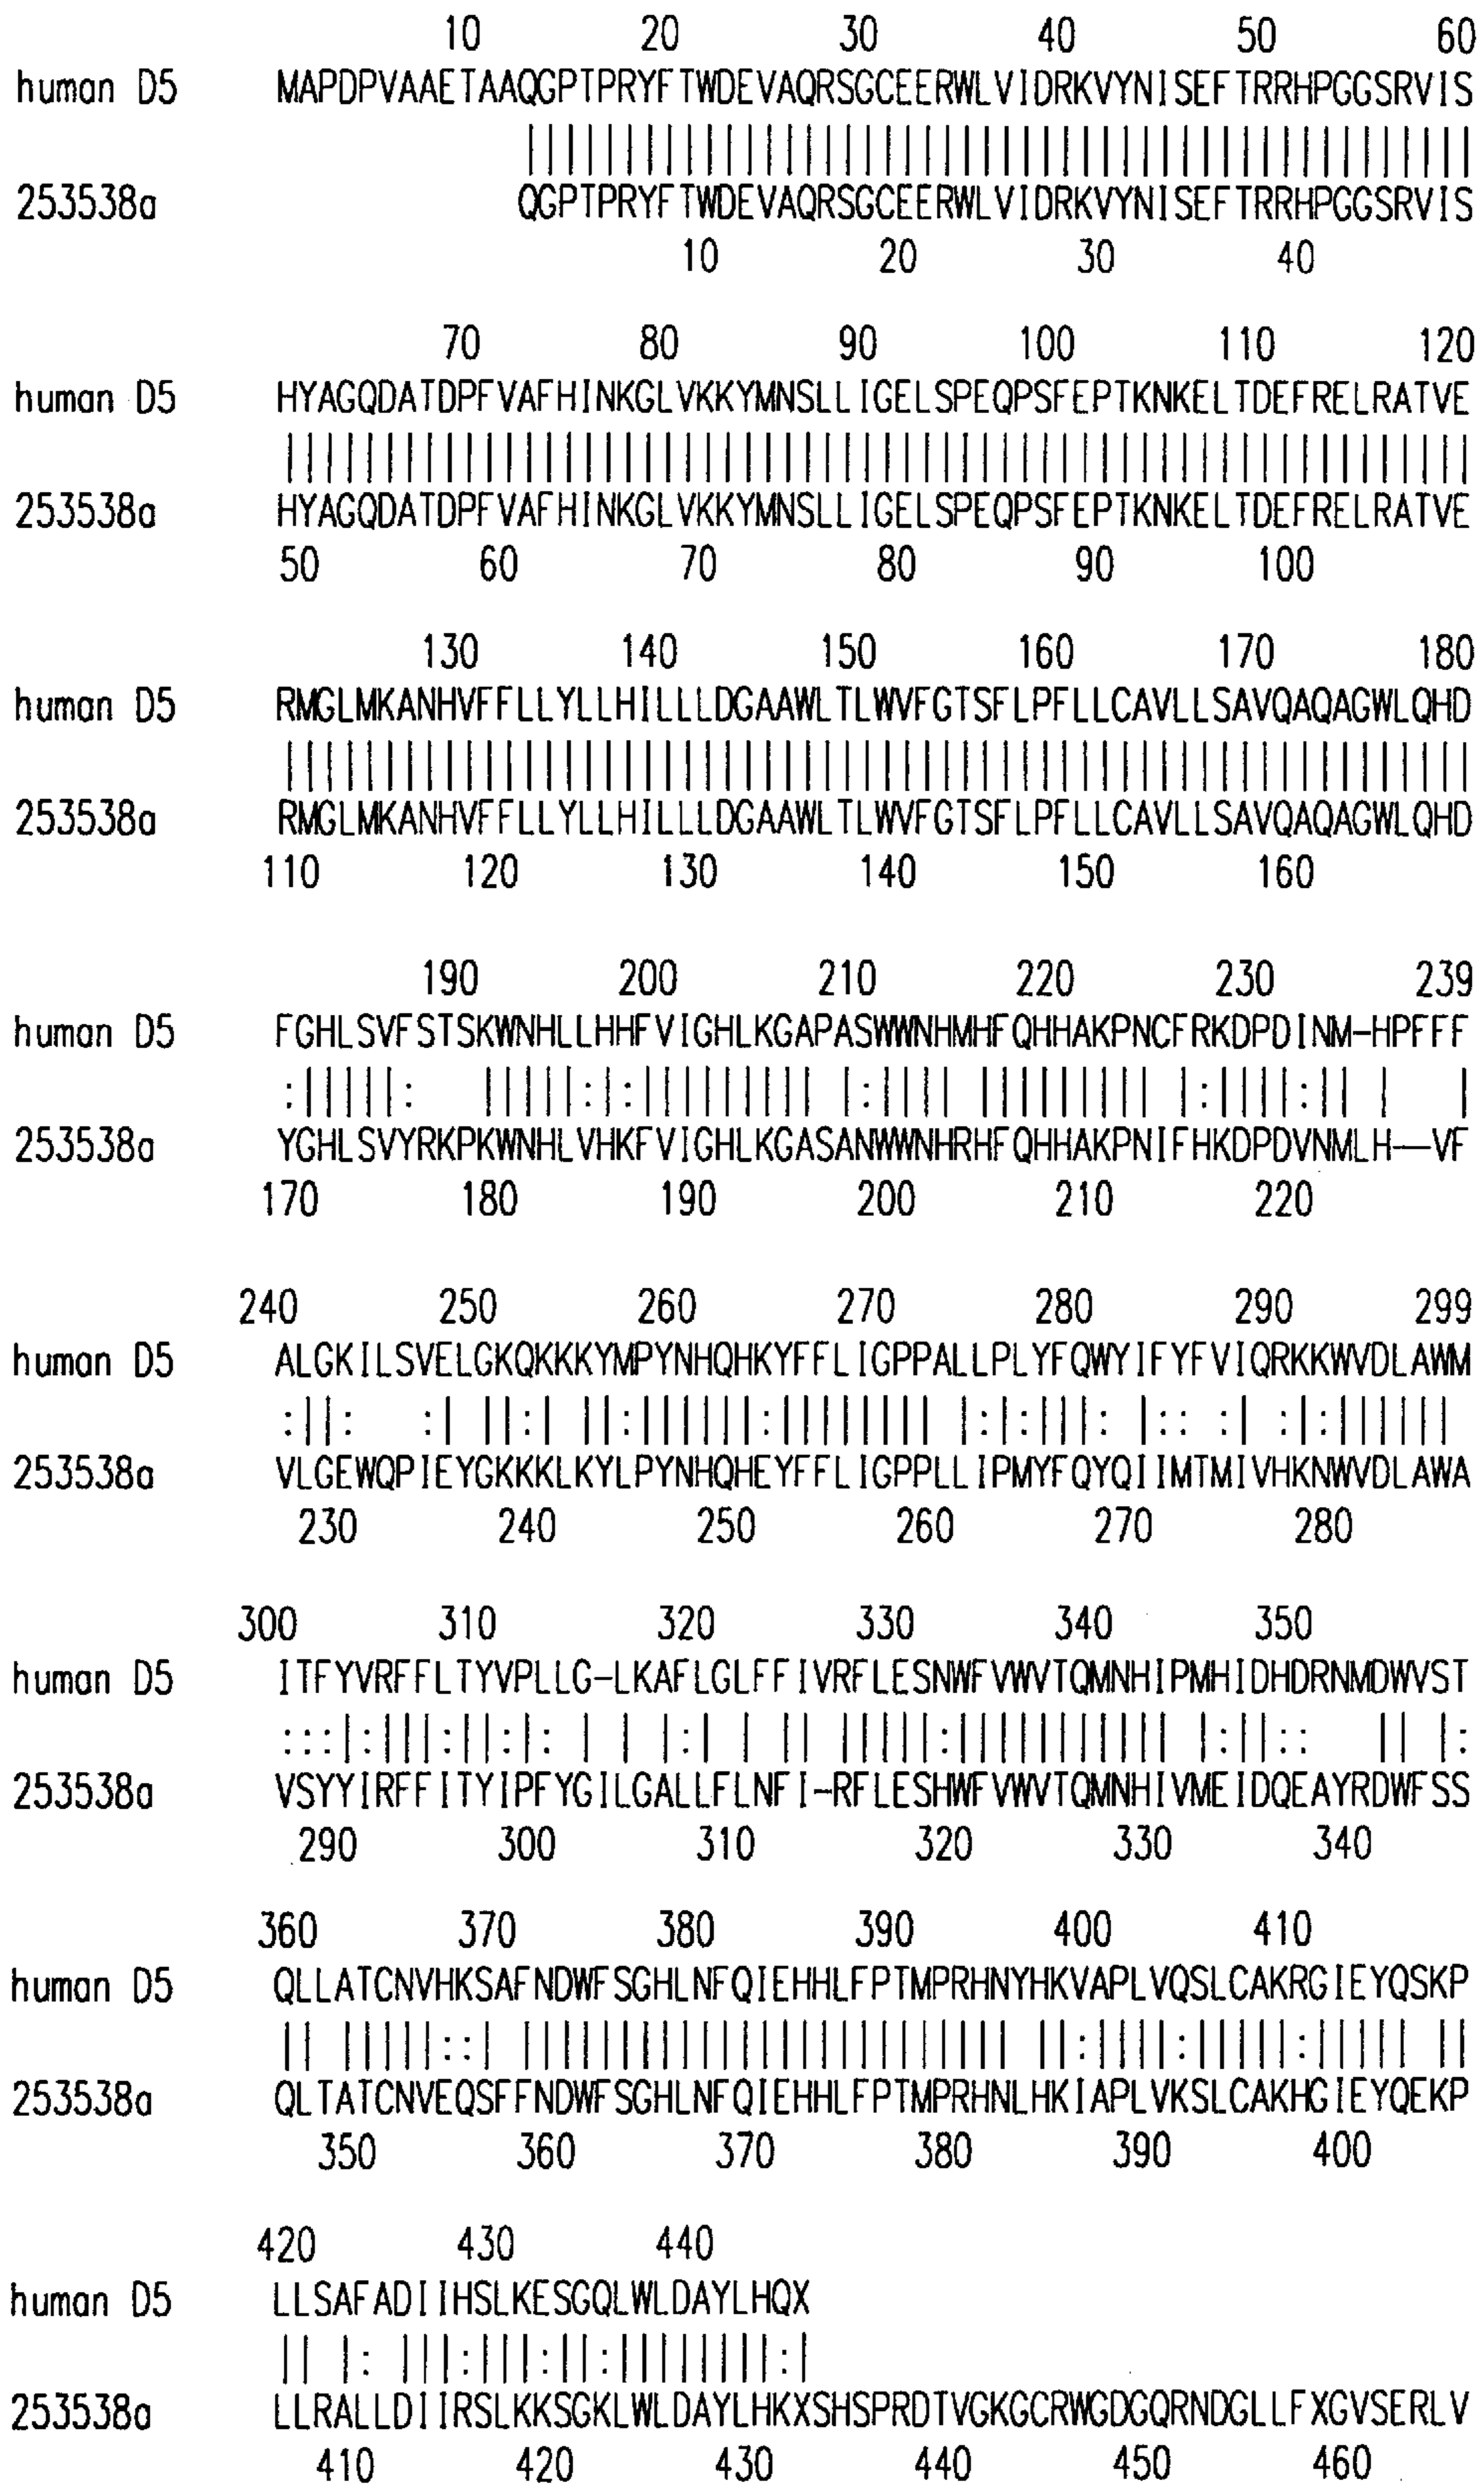 10 20 30 40 50 60
human D5 MAPDPVAAETAAQGPTPRYFTWDEVAQRSGCEERWLVIDRKVYNISEFTRRHPGGSRVIS
||||||||||||||||||||||||||||||||||||||||||||||||
253538a QGPTPRYFTWDEVAQRSGCEERWLVIDRKVYNISEFTRRHPGGSRVIS
10 20 30 40
70 80 90 100 110 120
human D5 HYAGQDATDPFVAFHINKGLVKKYMNSLLIGELSPEQPSFEPTKNKELTDEFRELRATVE
||||||||||||||||||||||||||||||||||||||||||||||||||||||||||||
253538a HYAGQDATDPFVAFHINKGLVKKYMNSLLIGELSPEQPSFEPTKNKELTDEFRELRATVE
50 60 70 80 90 100
130 140 150 160 170 180
human D5 RMGLMKANHVFFLLYLLHILLLDGAAWLTLWVFGTSFLPFLLCAVLLSAVQAQAGWLQHD
||||||||||||||||||||||||||||||||||||||||||||||||||||||||||||
253538a RMGLMKANHVFFLLYLLHILLLDGAAWLTLWVFGTSFLPFLLCAVLLSAVQAQAGWLQHD
110 120 130 140 150 160
190 200 210 220 230 239
human D5 FGHLSVFSTSKWNHLLHHFVIGHLKGAPASWWNHMHFQHHAKPNCFRKDPDINM-HPFFF
:|||||:   |||||:|:||||||||| |:|||| ||||||||| |:||||:|| |   |
253538a YGHLSVYRKPKWNHLVHKFVIGHLKGASANWWNHRHFQHHAKPNIFHKDPDVNMLH--VF
170 180 190 200 210 220
240 250 260 270 280 290 299
human D5 ALGKILSVELGKQKKKYMPYNHQHKYFFLIGPPALLPLYFQWYIFYFVIQRKKWVDLAWM
:||:   :| ||:| ||:||||||:|||||||| |:|:|||: |:: :| :|:||||||
253538a VLGEWQPIEYGKKKLKYLPYNHQHEYFFLIGPPLLIPMYFQYQIIMTMIVHKNWVDLAWA
230 240 250 260 270 280
300 310 320 330 340 350
human D5 ITFYVRFFLTYVPLLG-LKAFLGLFFIVRFLESNWFVWVTQMNHIPMHIDHDRNMDWVST
:::|:|||:||:|: | | |:| | || |||||:||||||||||| |:||::   || |:
253538a VSYYIRFFITYIPFYGILGALLFLNFI-RFLESHWFVWVTQMNHIVMEIDQEAYRDWFSS
290 300 310 320 330 340
360 370 380 390 400 410
human D5 QLLATCNVHKSAFNDWFSGHLNFQIEHHLFPTMPRHNYHKVAPLVQSLCAKRGIEYQSKP
|| |||||::| ||||||||||||||||||||||||| ||:||||:|||||:||||| ||
253538a QLTATCNVEQSFFNDWFSGHLNFQIEHHLFPTMPRHNLHKIAPLVKSLCAKHGIEYQEKP
350 360 370 380 390 400
420 430 440
human D5 LLSAFADIIHSLKESGQLWLDAYLHQX
|| |: |||:|||:||:||||||||:|
253538a LLRALLDIIRSLKKSGKLWLDAYLHKXSHSPRDTVGKGCRWGDGQRNDGLLFXGVSERLV
410 420 430 440 450 460